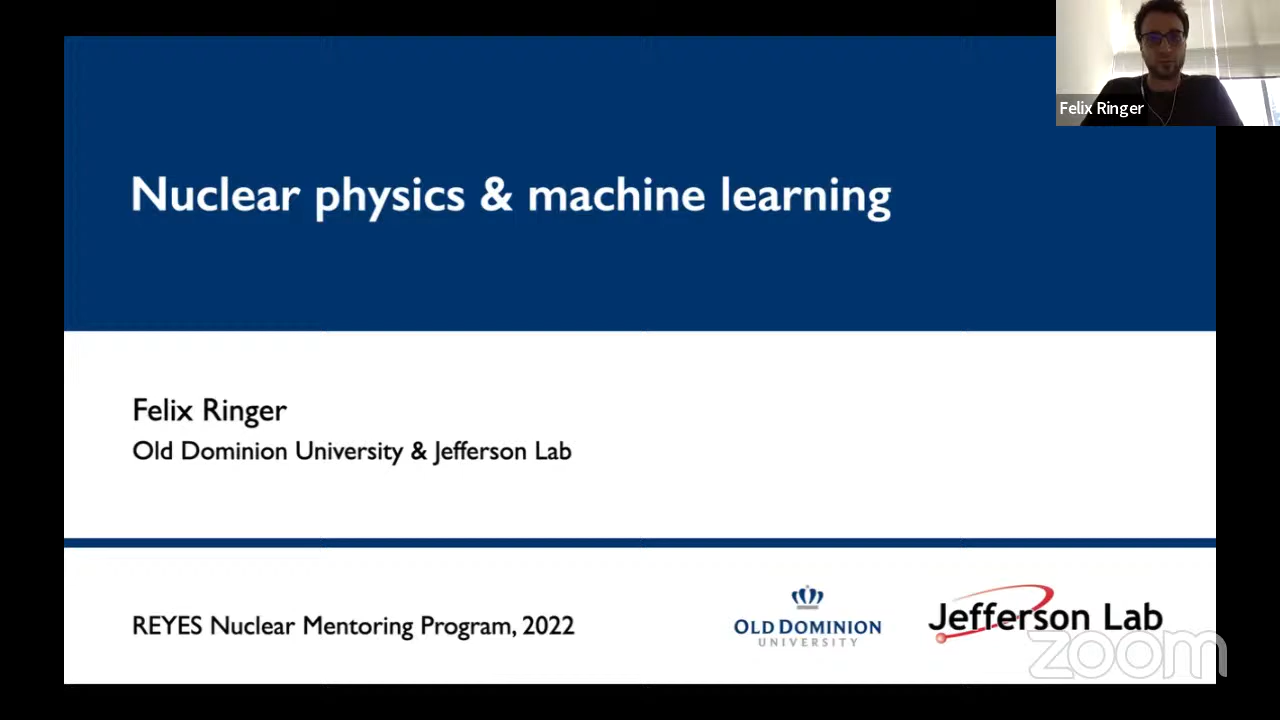 Felix Ringer
Nuclear physics & machine learning
Felix Ringer
Old Dominion University & Jefferson Lab
REYES Nuclear Mentoring Program, 2022
OLD DOMINION
UNIVERSITY
Jefferson Lab
zoom